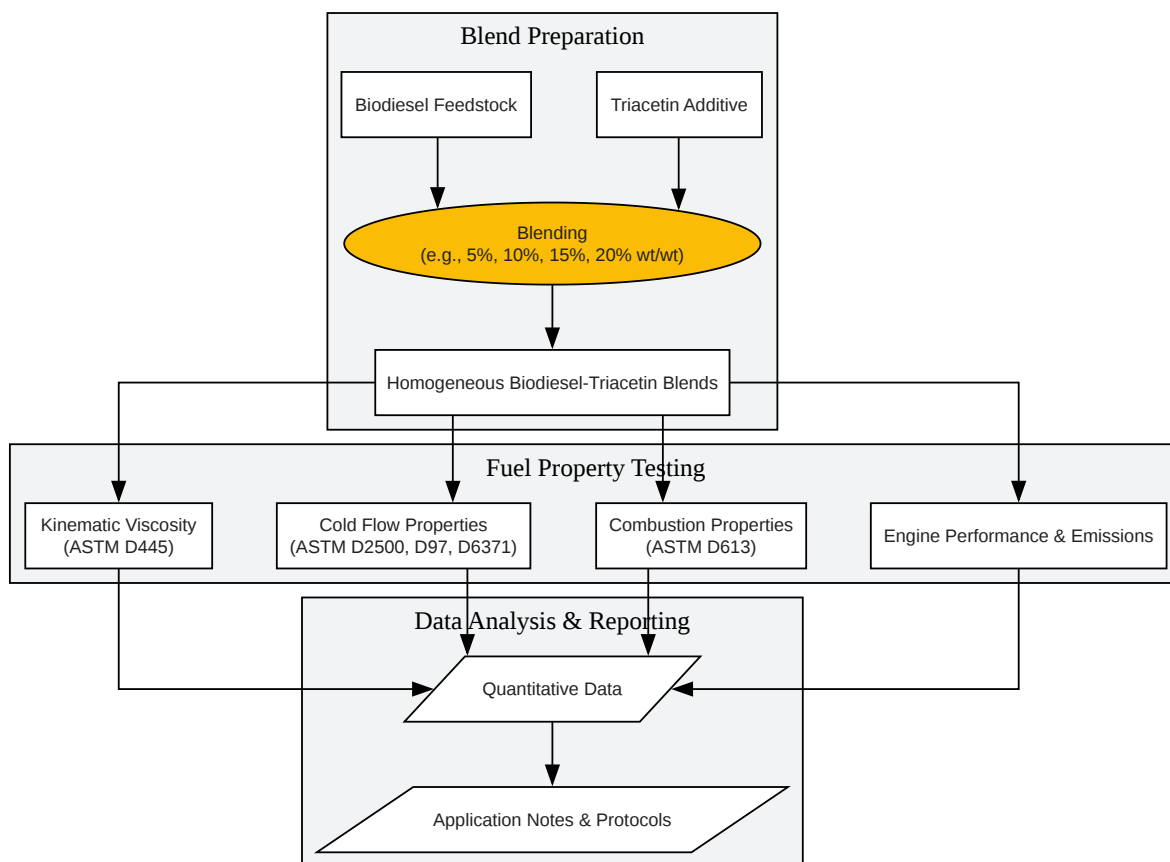 Blend Preparation
Biodiesel Feedstock
Triacetin Additive
Blending
(e.g., 5%, 10%, 15%, 20% wt/wt)
Homogeneous Biodiesel-Triacetin Blends
Fuel Property Testing
Kinematic Viscosity
(ASTM D445)
Cold Flow Properties
(ASTM D2500, D97, D6371)
Combustion Properties
(ASTM D613)
Engine Performance & Emissions
Data Analysis & Reporting
Quantitative Data
Application Notes & Protocols